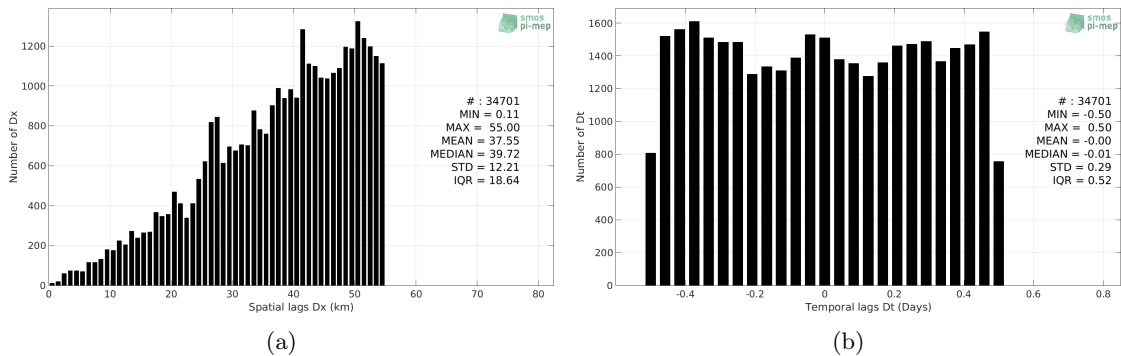 smos
pi-mep
1200
1000
800
600
400
200
0
Number of Dx
# : 34701
MIN = 0.11
MAX = 55.00
MEAN = 37.55
MEDIAN = 39.72
STD = 12.21
IQR = 18.64
0 10 20 30 40 50 60 70 80
Spatial lags Dx (km)
(a)
smos
pi-mep
1600
1400
1200
1000
800
600
400
200
0
Number of Dt
# : 34701
MIN = -0.50
MAX = 0.50
MEAN = -0.00
MEDIAN = -0.01
STD = 0.29
IQR = 0.52
-0.4 -0.2 0 0.2 0.4 0.6 0.8
Temporal lags Dt (Days)
(b)